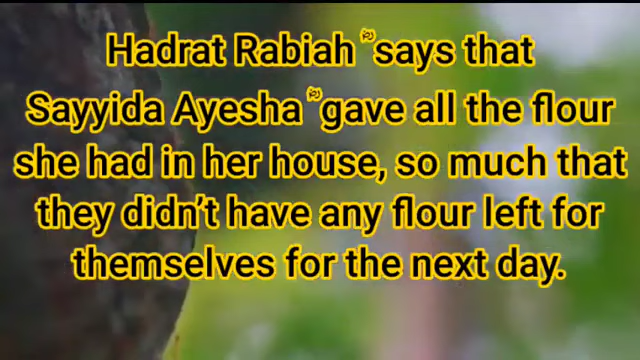 Hadrat Rabiah ؓ says that
Sayyida Ayesha ؓ gave all the flour
she had in her house, so much that
they didn't have any flour left for
themselves for the next day.